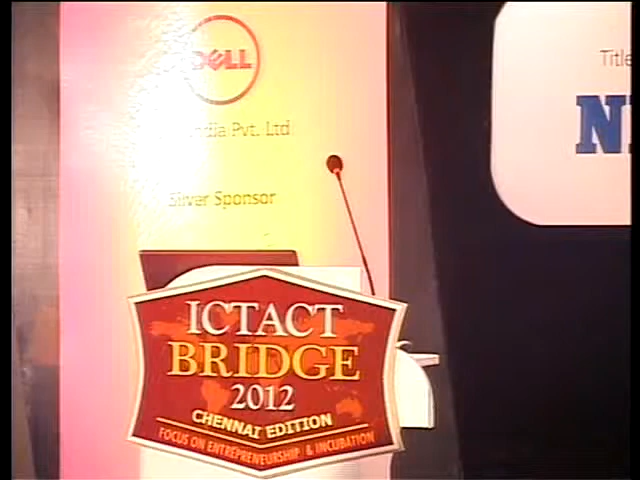 DELL
India Pvt. Ltd
Silver Sponsor
Title
ICTACT
BRIDGE
2012
CHENNAI EDITION
FOCUS ON ENTREPRENEURSHIP & INCUBATION